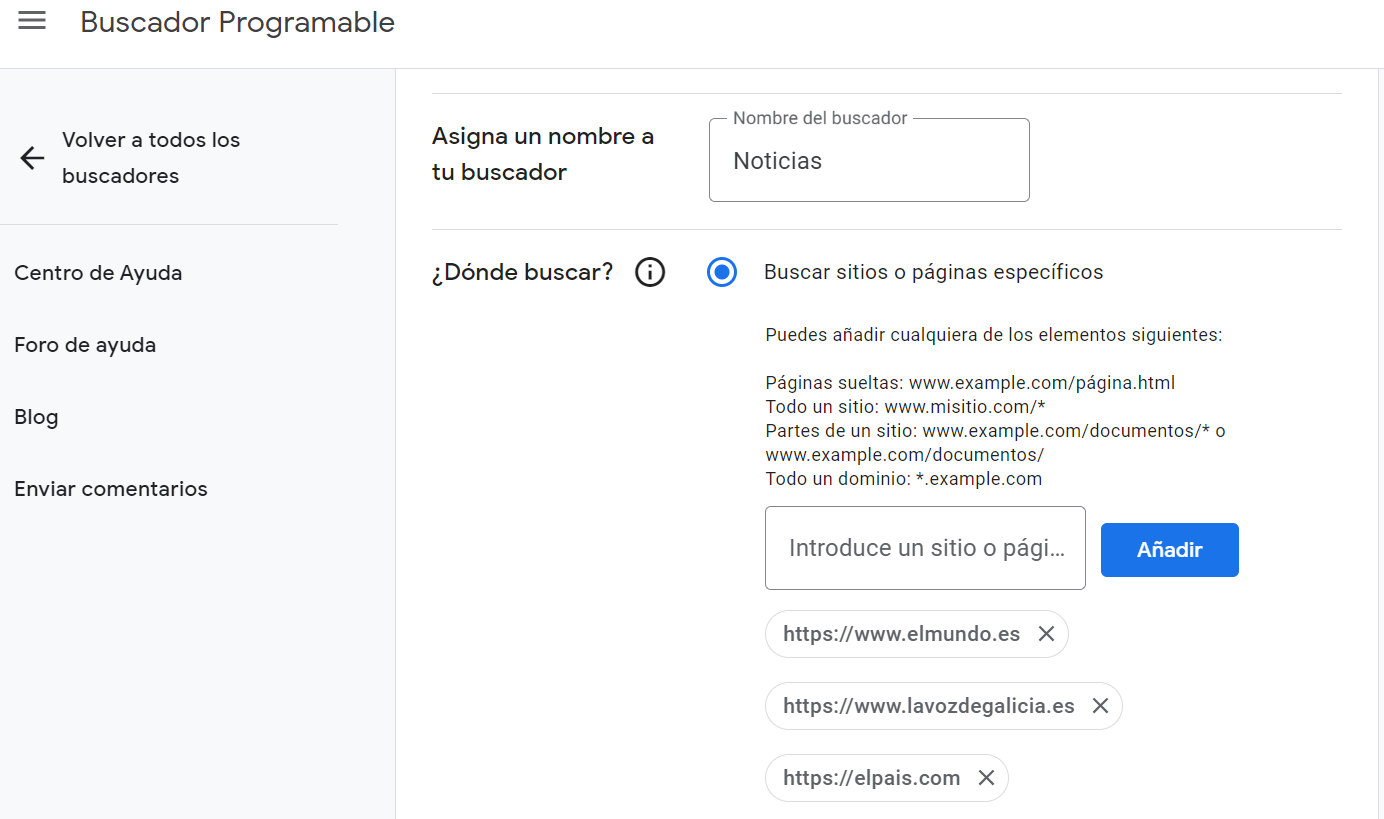 Buscador Programable
Volver a todos los
buscadores
Centro de Ayuda
Foro de ayuda
Blog
Enviar comentarios
Asigna un nombre a
tu buscador
Nombre del buscador
Noticias
¿Dónde buscar?
Buscar sitios o páginas específicos
Puedes añadir cualquiera de los elementos siguientes:
Páginas sueltas: www.example.com/página.html
Todo un sitio: www.misitio.com/*
Partes de un sitio: www.example.com/documentos/* o
www.example.com/documentos/
Todo un dominio: *.example.com
Introduce un sitio o pági...
Añadir
https://www.elmundo.es
https://www.lavozdegalicia.es
https://elpais.com